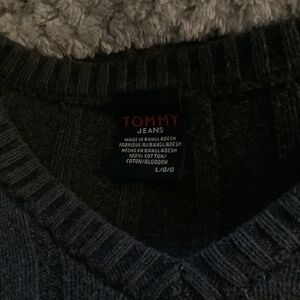 TOMMY
JEANS
MADE IN BANGLADESH
FABRIQUE AU BANGLADESH
HECHO EN BANGLADESH
100% COTTON/
COTON/ALGODON
L/G/G